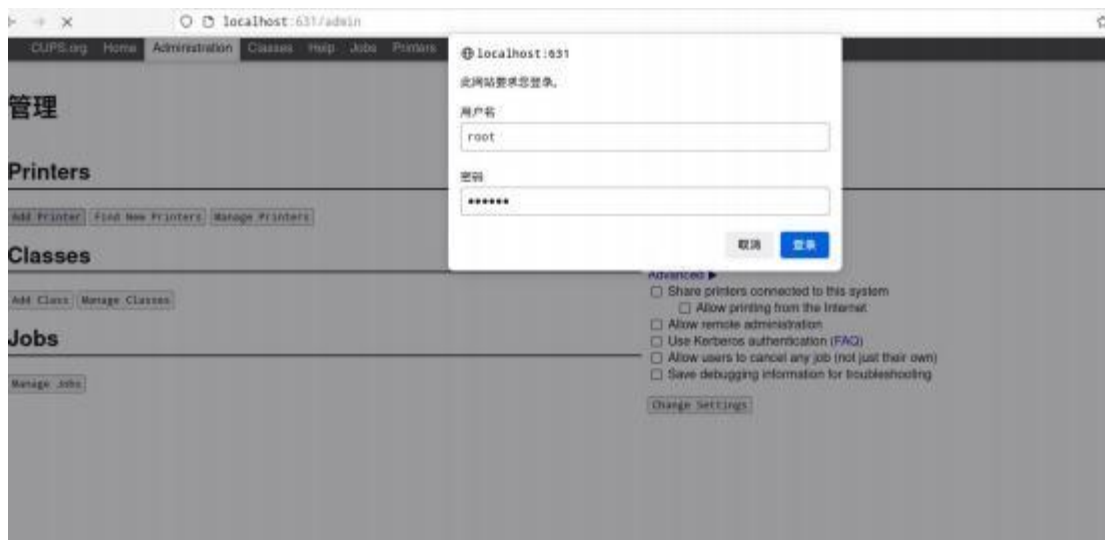 localhost:631/admin
CUPS.org Home Administration Classes Help Jobs Printers
localhost:631
此网站要求您登录。
用户名
root
密码
••••••
取消 登录
管理
Printers
Add Printer Find New Printers Manage Printers
Classes
Add Class Manage Classes
Jobs
Manage Jobs
Advanced ▶
Share printers connected to this system
Allow printing from the Internet
Allow remote administration
Use Kerberos authentication (FAQ)
Allow users to cancel any job (not just their own)
Save debugging information for troubleshooting
Change Settings